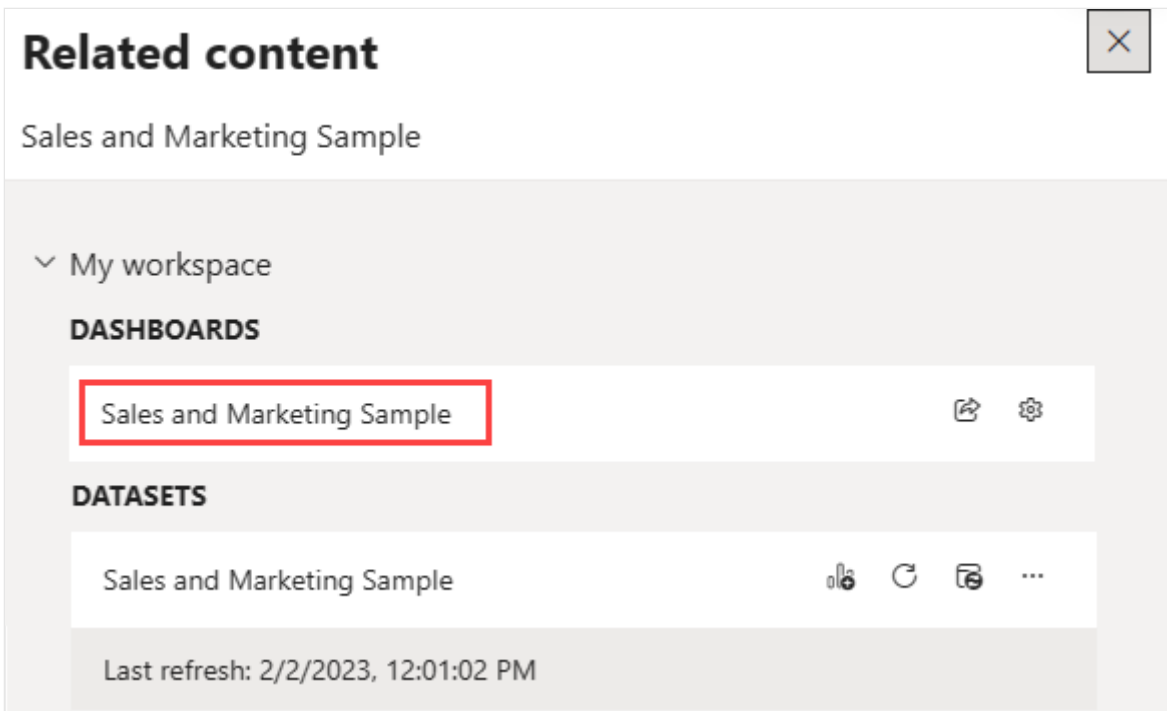 Related content
Sales and Marketing Sample
My workspace
DASHBOARDS
Sales and Marketing Sample
DATASETS
Sales and Marketing Sample
Last refresh: 2/2/2023, 12:01:02 PM